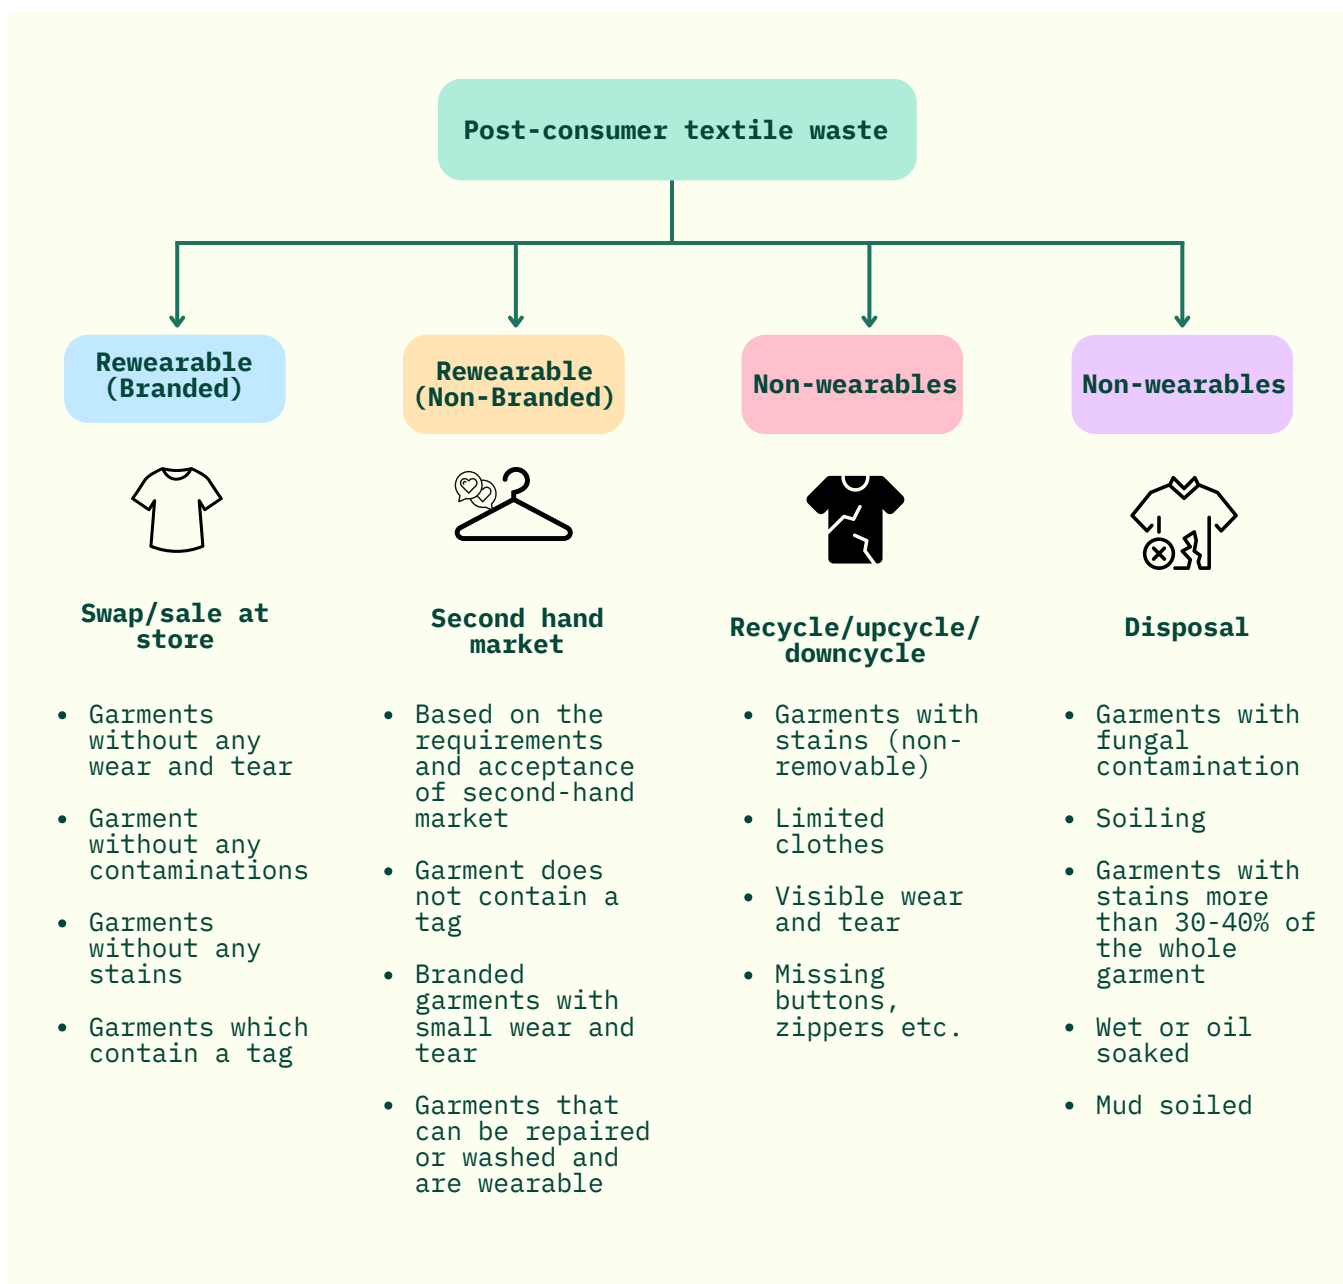 Post-consumer textile waste
Rewearable
(Branded)
Rewearable
(Non-Branded)
Non-wearables
Non-wearables
Swap/sale at
store
Second hand
market
Recycle/upcycle/
downcycle
Disposal
• Garments
without any
wear and tear
• Garment
without any
contaminations
• Garments
without any
stains
• Garments which
contain a tag
• Based on the
requirements
and acceptance
of second-hand
market
• Garment does
not contain a
tag
• Branded
garments with
small wear and
tear
• Garments that
can be repaired
or washed and
are wearable
• Garments with
stains (non-
removable)
• Limited
clothes
• Visible wear
and tear
• Missing
buttons,
zippers etc.
• Garments with
fungal
contamination
• Soiling
• Garments with
stains more
than 30-40% of
the whole
garment
• Wet or oil
soaked
• Mud soiled